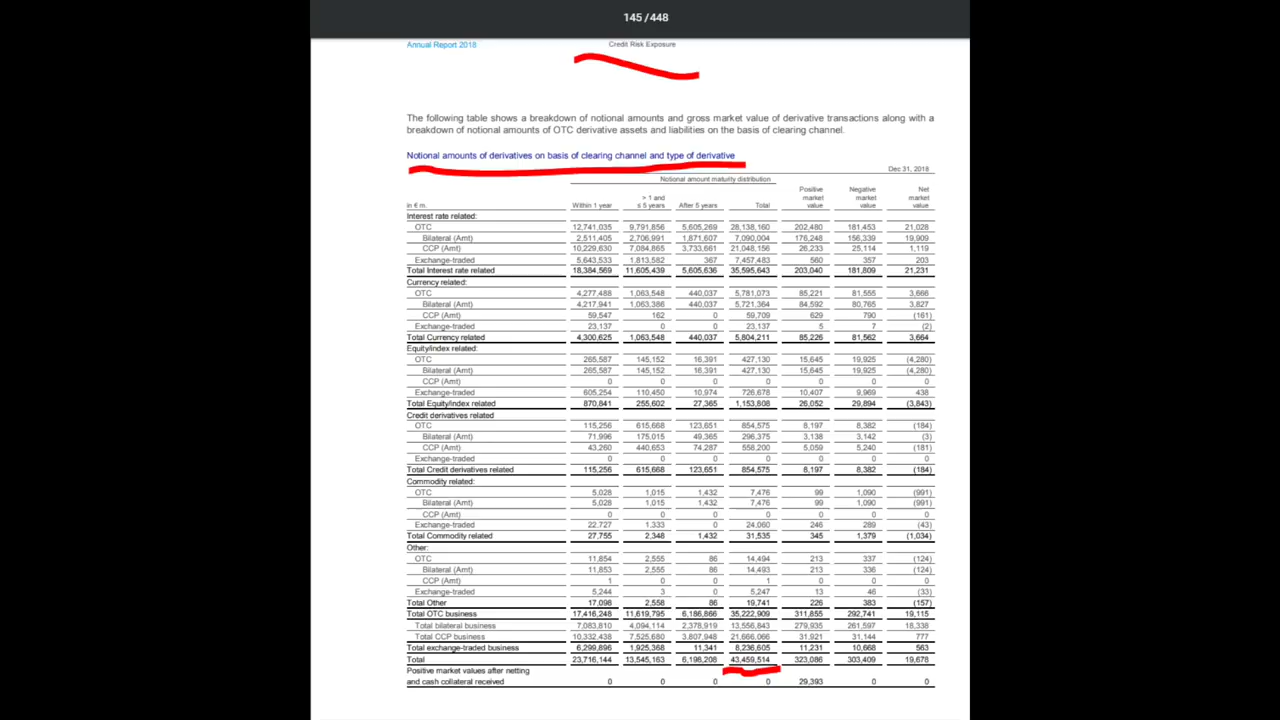 145 / 448
Annual Report 2018 Credit Risk Exposure
The following table shows a breakdown of notional amounts and gross market value of derivative transactions along with a
breakdown of notional amounts of OTC derivative assets and liabilities on the basis of clearing channel.
Notional amounts of derivatives on basis of clearing channel and type of derivative
Dec 31, 2018
Notional amount maturity distribution
Positive Negative Net
> 1 and market market market
in € m. Within 1 year ≤ 5 years After 5 years Total value value value
Interest rate related:
OTC 12,741,035 9,791,856 5,605,269 28,138,160 202,480 181,453 21,028
Bilateral (Amt) 2,511,405 2,706,991 1,871,607 7,090,004 176,248 156,339 19,909
CCP (Amt) 10,229,630 7,084,865 3,733,661 21,048,156 26,233 25,114 1,119
Exchange-traded 5,643,533 1,813,582 367 7,457,483 560 357 203
Total Interest rate related 18,384,569 11,605,439 5,605,636 35,595,643 203,040 181,809 21,231
Currency related:
OTC 4,277,488 1,063,548 440,037 5,781,073 85,221 81,555 3,666
Bilateral (Amt) 4,217,941 1,063,386 440,037 5,721,364 84,592 80,765 3,827
CCP (Amt) 59,547 162 0 59,709 629 790 (161)
Exchange-traded 23,137 0 0 23,137 5 7 (2)
Total Currency related 4,300,625 1,063,548 440,037 5,804,211 85,226 81,562 3,664
Equity/index related:
OTC 265,587 145,152 16,391 427,130 15,645 19,925 (4,280)
Bilateral (Amt) 265,587 145,152 16,391 427,130 15,645 19,925 (4,280)
CCP (Amt) 0 0 0 0 0 0 0
Exchange-traded 605,254 110,450 10,974 726,678 10,407 9,969 438
Total Equity/index related 870,841 255,602 27,365 1,153,808 26,052 29,894 (3,843)
Credit derivatives related
OTC 115,256 615,668 123,651 854,575 8,197 8,382 (184)
Bilateral (Amt) 71,996 175,015 49,365 296,375 3,138 3,142 (3)
CCP (Amt) 43,260 440,653 74,287 558,200 5,059 5,240 (181)
Exchange-traded 0 0 0 0 0 0 0
Total Credit derivatives related 115,256 615,668 123,651 854,575 8,197 8,382 (184)
Commodity related:
OTC 5,028 1,015 1,432 7,476 99 1,090 (991)
Bilateral (Amt) 5,028 1,015 1,432 7,476 99 1,090 (991)
CCP (Amt) 0 0 0 0 0 0 0
Exchange-traded 22,727 1,333 0 24,060 246 289 (43)
Total Commodity related 27,755 2,348 1,432 31,535 345 1,379 (1,034)
Other:
OTC 11,854 2,555 86 14,494 213 337 (124)
Bilateral (Amt) 11,853 2,555 86 14,493 213 336 (124)
CCP (Amt) 1 0 0 1 0 0 0
Exchange-traded 5,244 3 0 5,247 13 46 (33)
Total Other 17,098 2,558 86 19,741 226 383 (157)
Total OTC business 17,416,248 11,619,795 6,186,866 35,222,909 311,855 292,741 19,115
Total bilateral business 7,083,810 4,094,114 2,378,919 13,556,843 279,935 261,597 18,338
Total CCP business 10,332,438 7,525,680 3,807,948 21,666,066 31,921 31,144 777
Total exchange-traded business 6,299,896 1,925,368 11,341 8,236,605 11,231 10,668 563
Total 23,716,144 13,545,163 6,198,208 43,459,514 323,086 303,409 19,678
Positive market values after netting
and cash collateral received 0 0 0 0 29,393 0 0